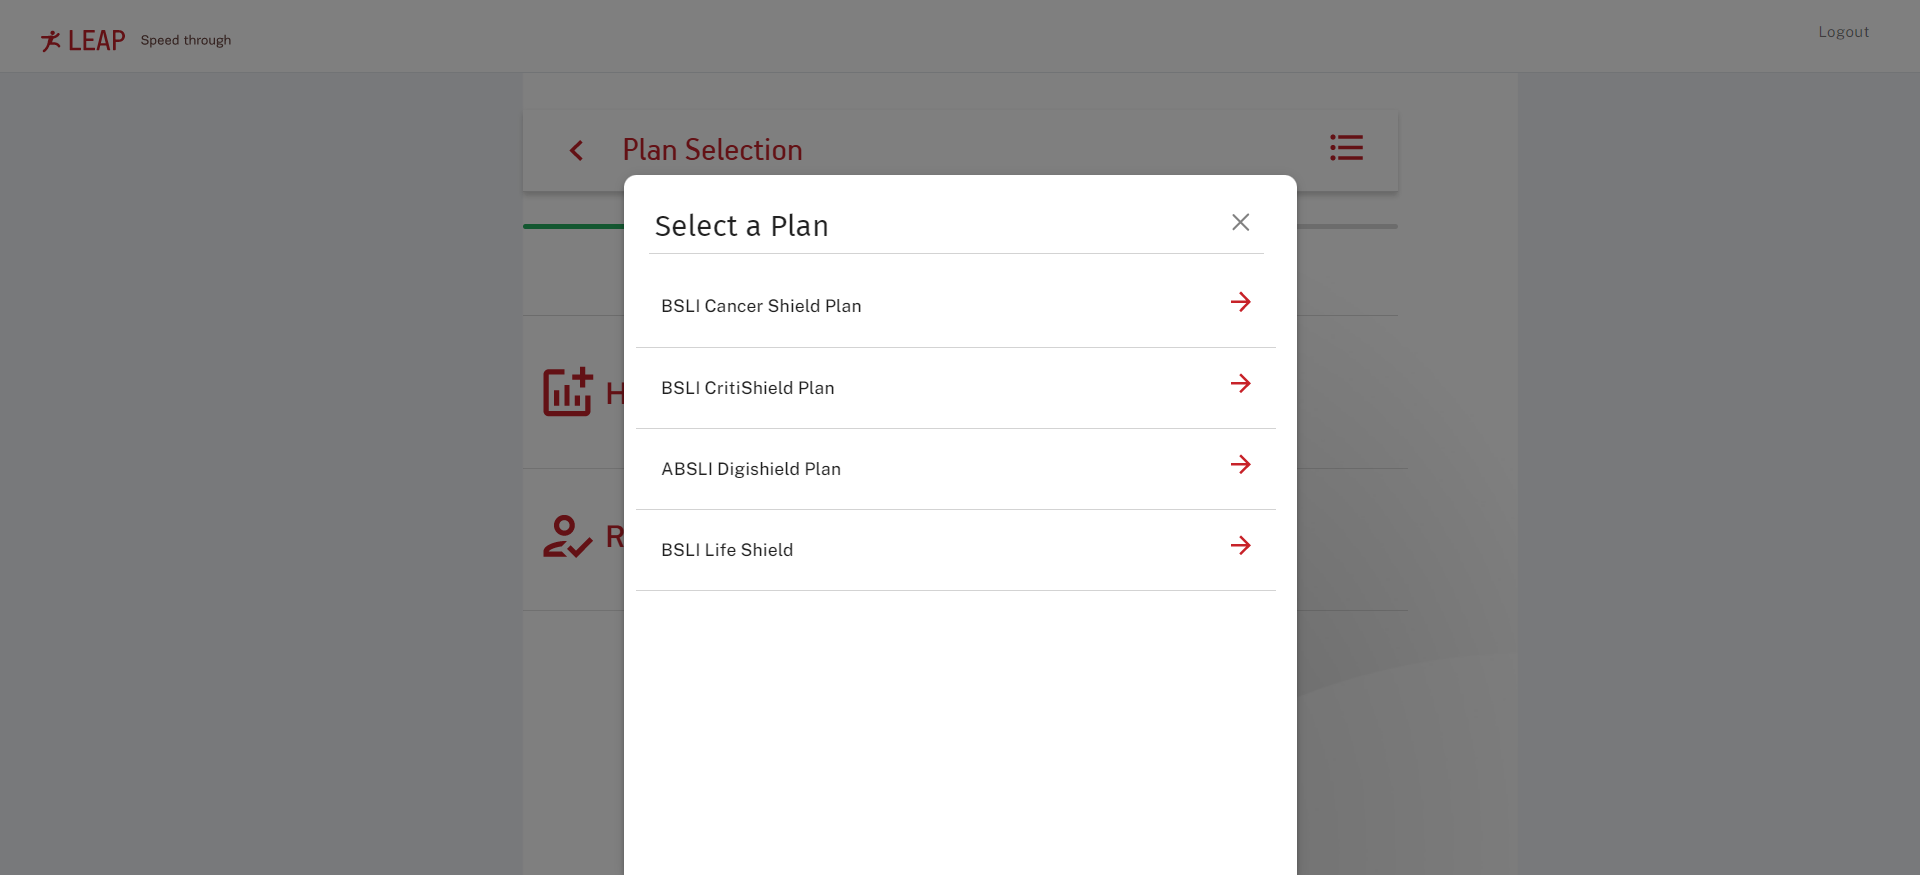 LEAP Speed through
Logout
Plan Selection
Select a Plan
BSLI Cancer Shield Plan
BSLI CritiShield Plan
H
ABSLI Digishield Plan
R
BSLI Life Shield